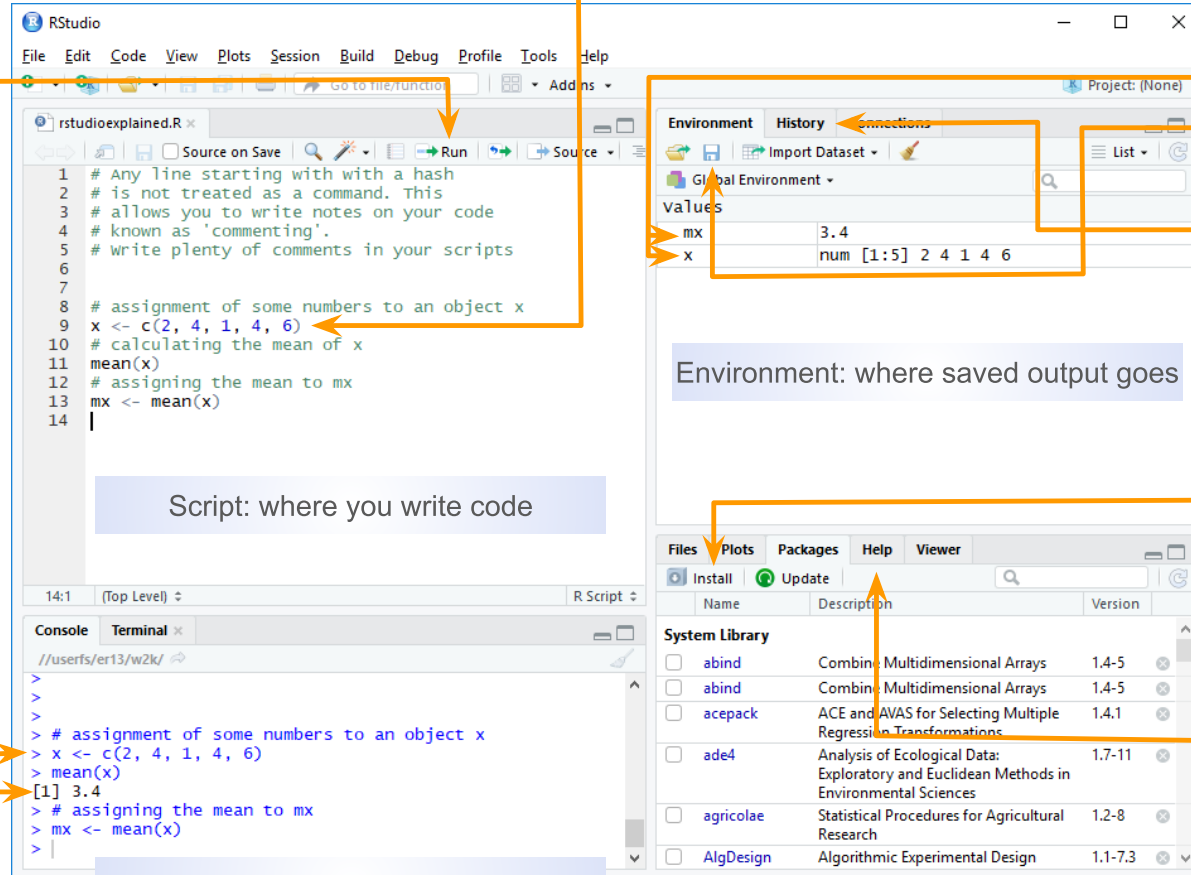 RStudio
File Edit Code View Plots Session Build Debug Profile Tools Help
Go to file/function Addins
Project: (None)
rstudioexplained.R
Source on Save Run Source
1 # Any line starting with with a hash
2 # is not treated as a command. This
3 # allows you to write notes on your code
4 # known as 'commenting'.
5 # write plenty of comments in your scripts
6
7
8 # assignment of some numbers to an object x
9 x <- c(2, 4, 1, 4, 6)
10 # calculating the mean of x
11 mean(x)
12 # assigning the mean to mx
13 mx <- mean(x)
14
Script: where you write code
14:1 (Top Level) R Script
Console Terminal
//userfs/er13/w2k/
>
>
>
> # assignment of some numbers to an object x
> x <- c(2, 4, 1, 4, 6)
> mean(x)
[1] 3.4
> # assigning the mean to mx
> mx <- mean(x)
>
Environment History Connections
Import Dataset List
Global Environment
Values
mx 3.4
x num [1:5] 2 4 1 4 6
Environment: where saved output goes
Files Plots Packages Help Viewer
Install Update
Name Description Version
System Library
abind Combine Multidimensional Arrays 1.4-5
abind Combine Multidimensional Arrays 1.4-5
acepack ACE and AVAS for Selecting Multiple 1.4.1
Regression Transformations
ade4 Analysis of Ecological Data: 1.7-11
Exploratory and Euclidean Methods in
Environmental Sciences
agricolae Statistical Procedures for Agricultural 1.2-8
Research
AlgDesign Algorithmic Experimental Design 1.1-7.3